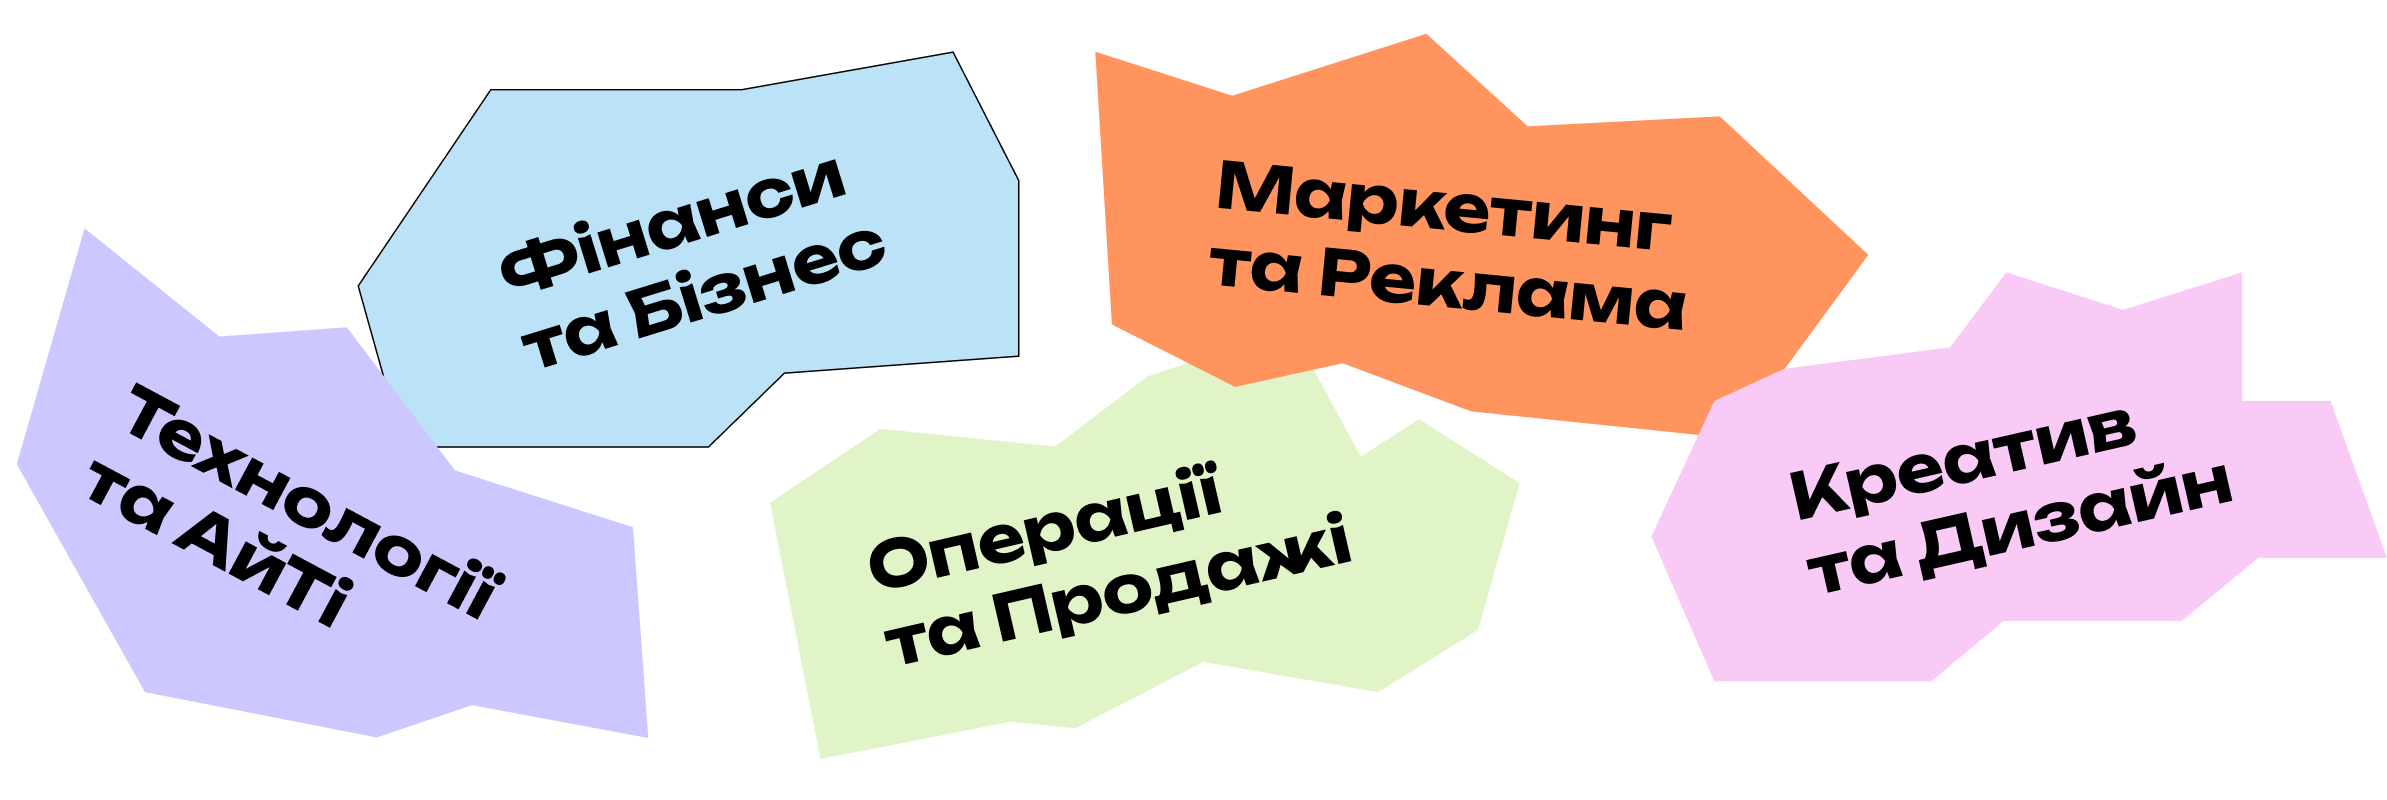 Фінанси
та Бізнес
Маркетинг
та Реклама
Технології
та АйТі
Операції
та Продажі
Креатив
та Дизайн